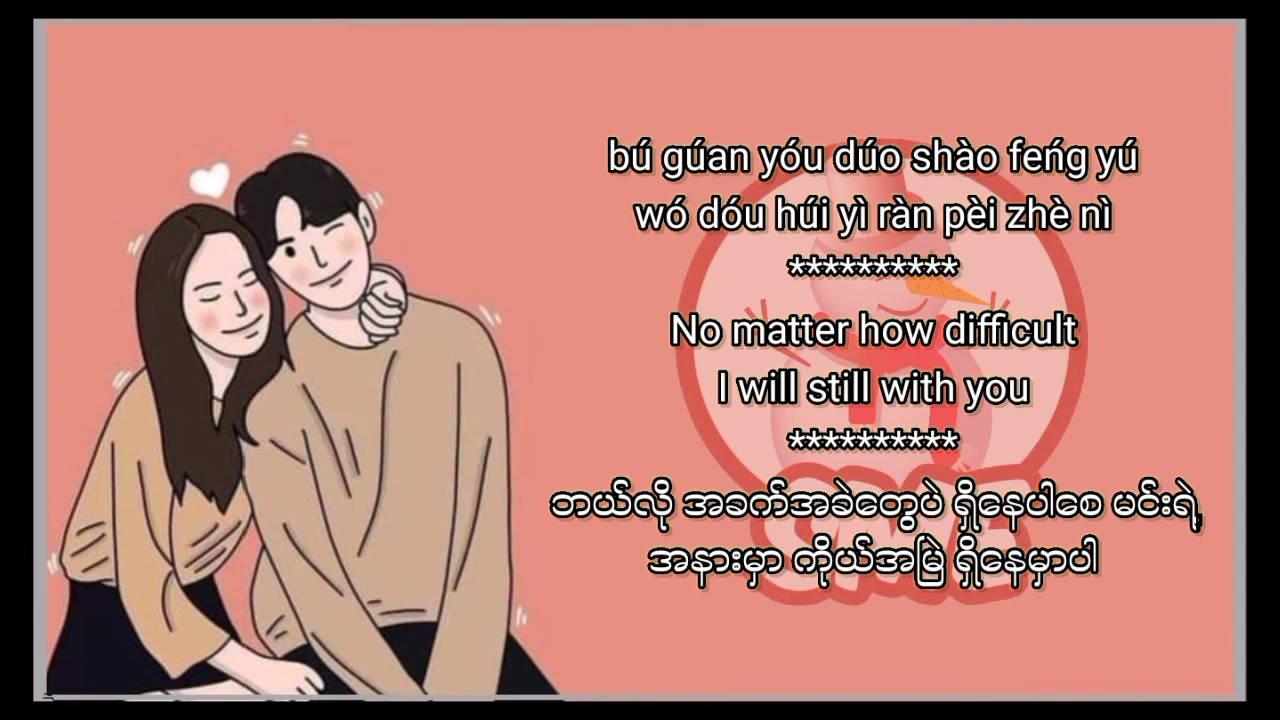 bú gúan yóu dúo shào feńg yú
wó dóu húi yì ràn pèi zhè nì
**********
No matter how difficult
I will still with you
**********
ဘယ်လို အခက်အခဲတွေပဲ ရှိနေပါစေ မင်းရဲ့
အနားမှာ ကိုယ်အမြဲ ရှိနေမှာပါ